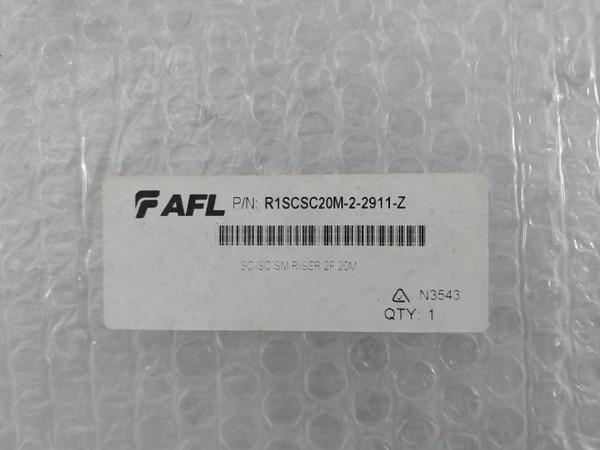 AFL P/N: R1SCSC20M-2-2911-Z
SC-SC SM RISER 2F 20M
N3543
QTY: 1